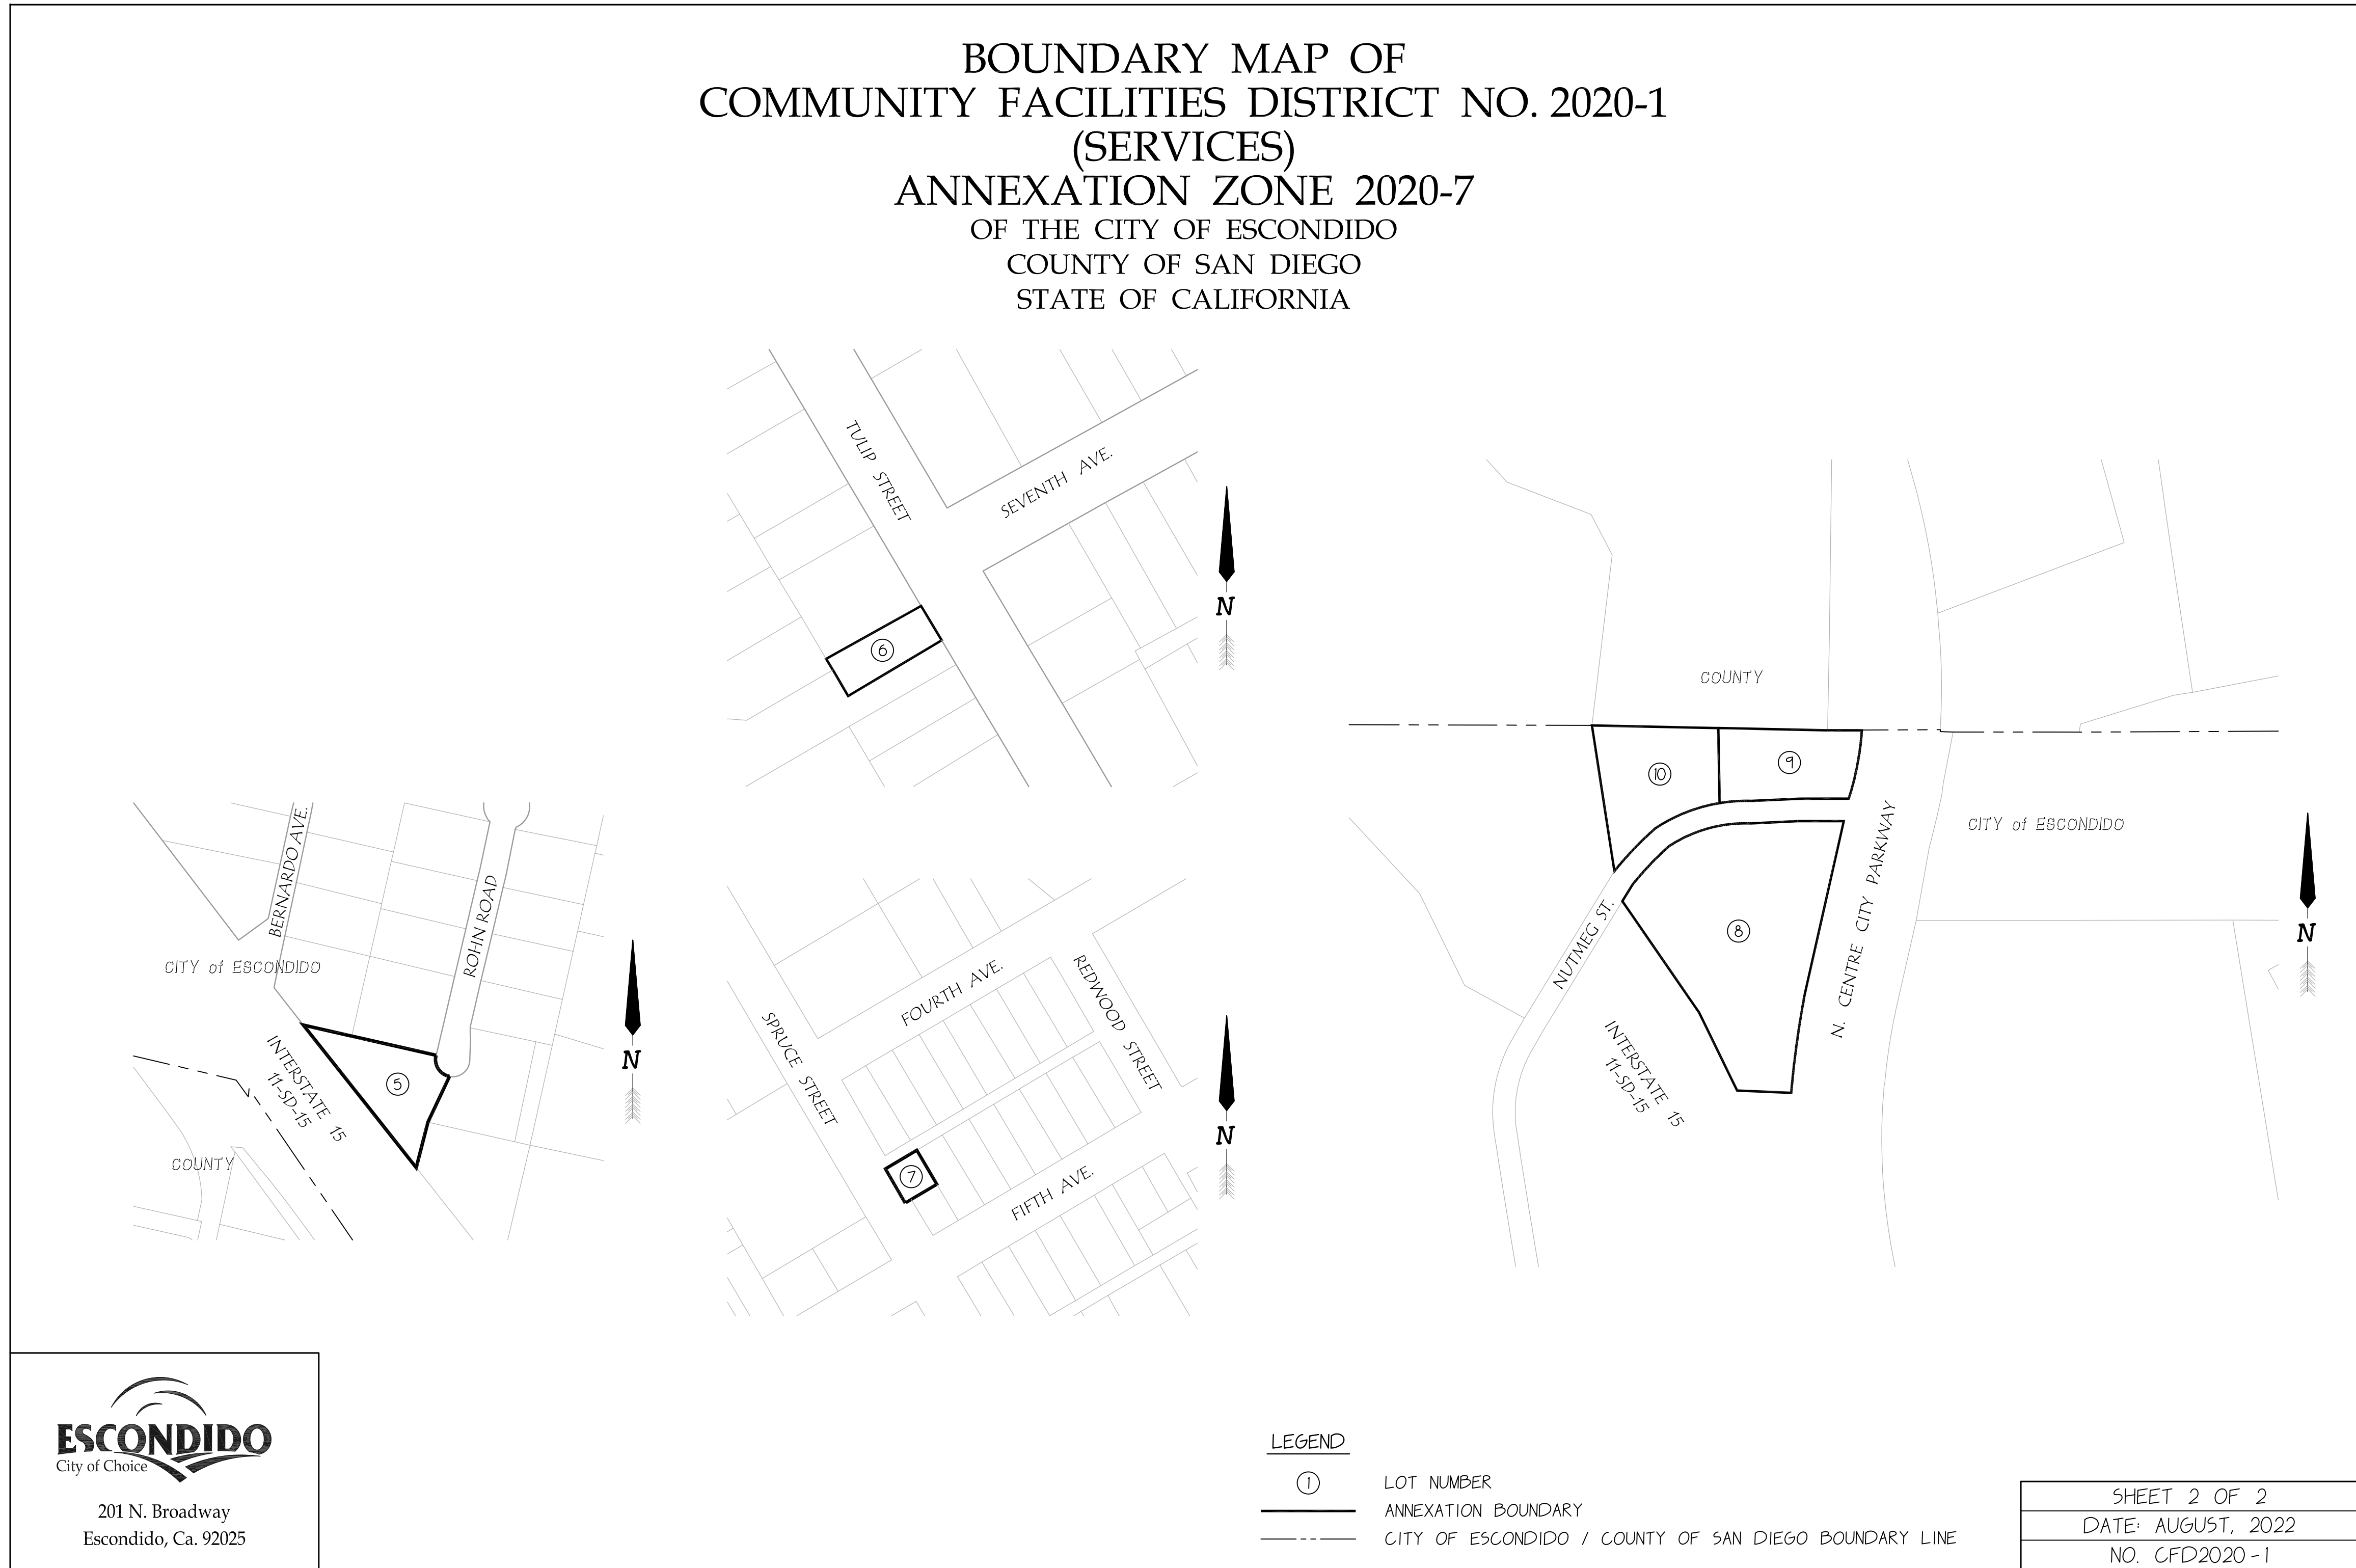 BOUNDARY MAP OF
COMMUNITY FACILITIES DISTRICT NO. 2020-1
(SERVICES)
ANNEXATION ZONE 2020-7
OF THE CITY OF ESCONDIDO
COUNTY OF SAN DIEGO
STATE OF CALIFORNIA
TULIP STREET
SEVENTH AVE.
6
N
COUNTY
10
9
CITY of ESCONDIDO
8
NUTMEG ST.
N. CENTRE CITY PARKWAY
INTERSTATE 15
11-SD-15
N
BERNARDO AVE.
ROHN ROAD
CITY of ESCONDIDO
INTERSTATE 15
11-SD-15
5
COUNTY
N
FOURTH AVE.
REDWOOD STREET
SPRUCE STREET
7
FIFTH AVE.
N
ESCONDIDO
City of Choice
201 N. Broadway
Escondido, Ca. 92025
LEGEND
1 LOT NUMBER
ANNEXATION BOUNDARY
CITY OF ESCONDIDO / COUNTY OF SAN DIEGO BOUNDARY LINE
SHEET 2 OF 2
DATE: AUGUST, 2022
NO. CFD2020-1